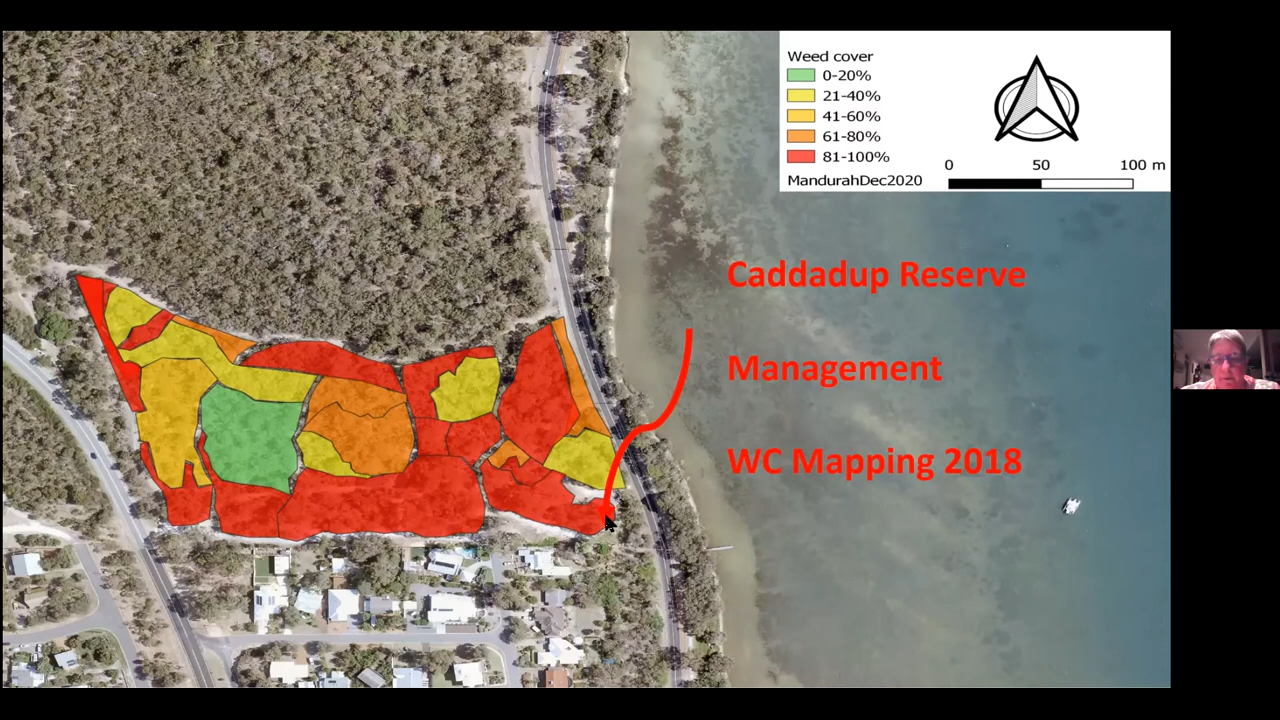 Weed cover
0-20%
21-40%
41-60%
61-80%
81-100%
MandurahDec2020
0 50 100 m
Caddadup Reserve
Management
WC Mapping 2018